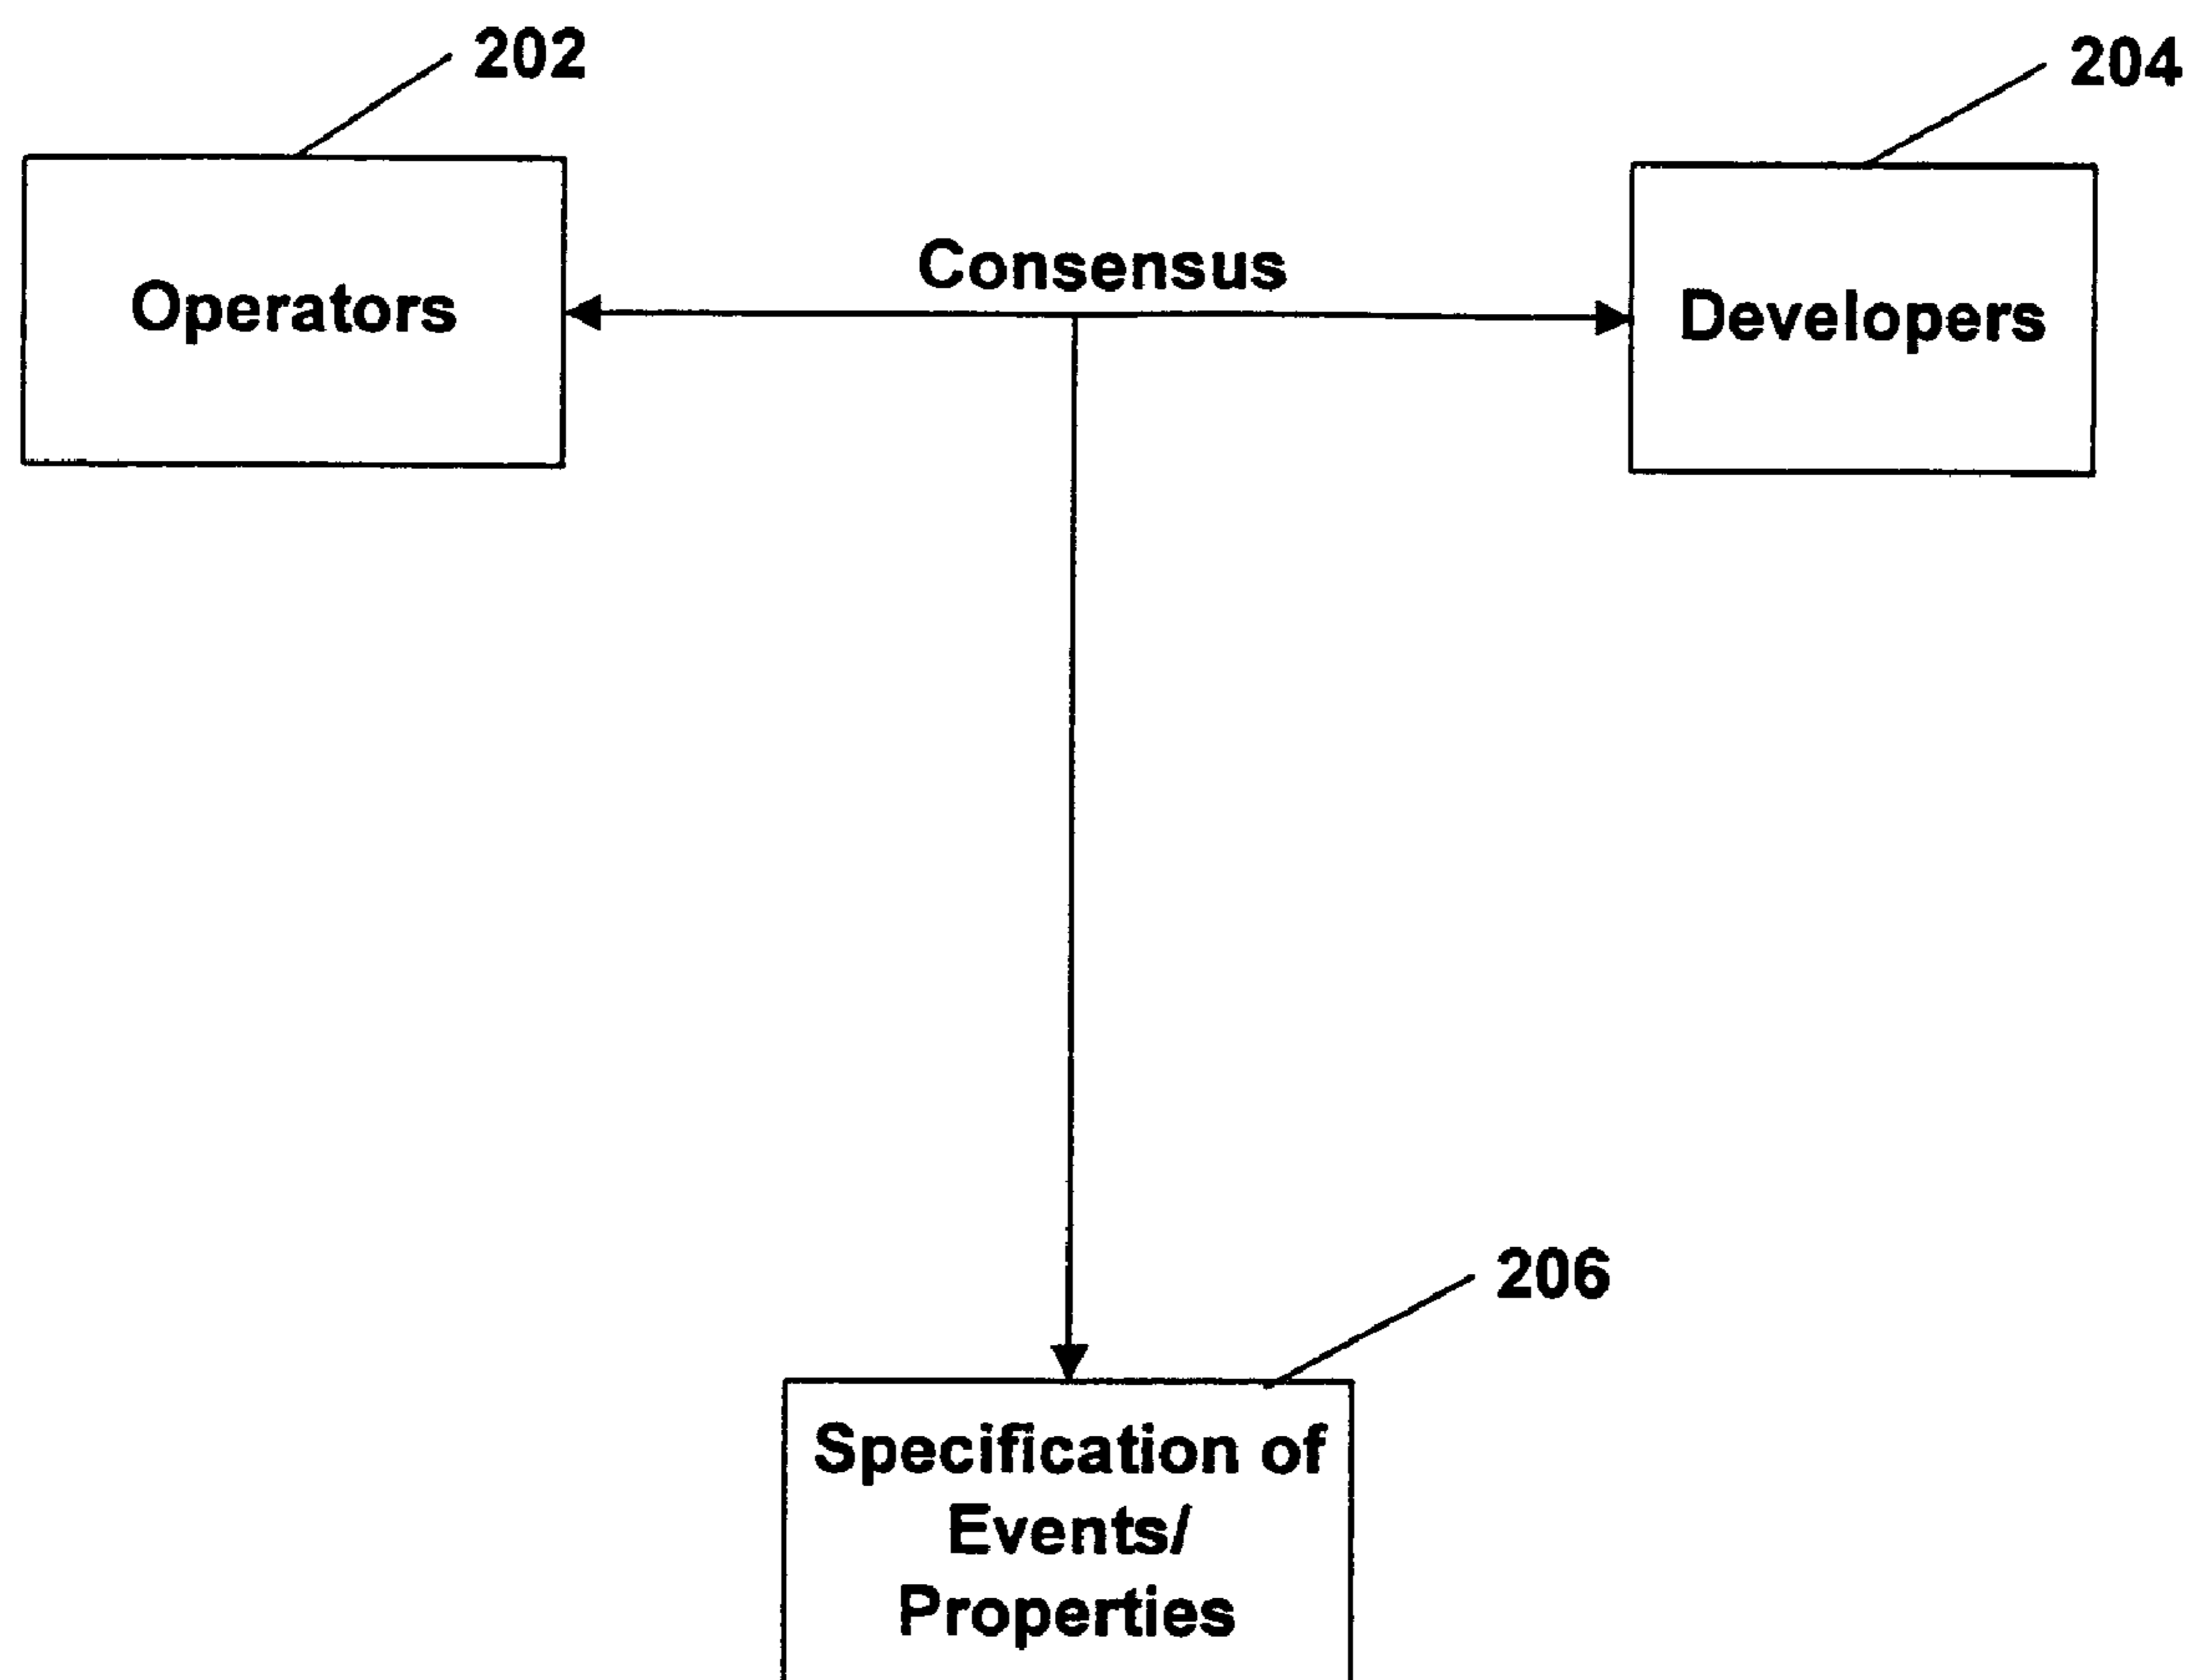 202
204
Consensus
Operators
Developers
206
Specification of
Events/
Properties